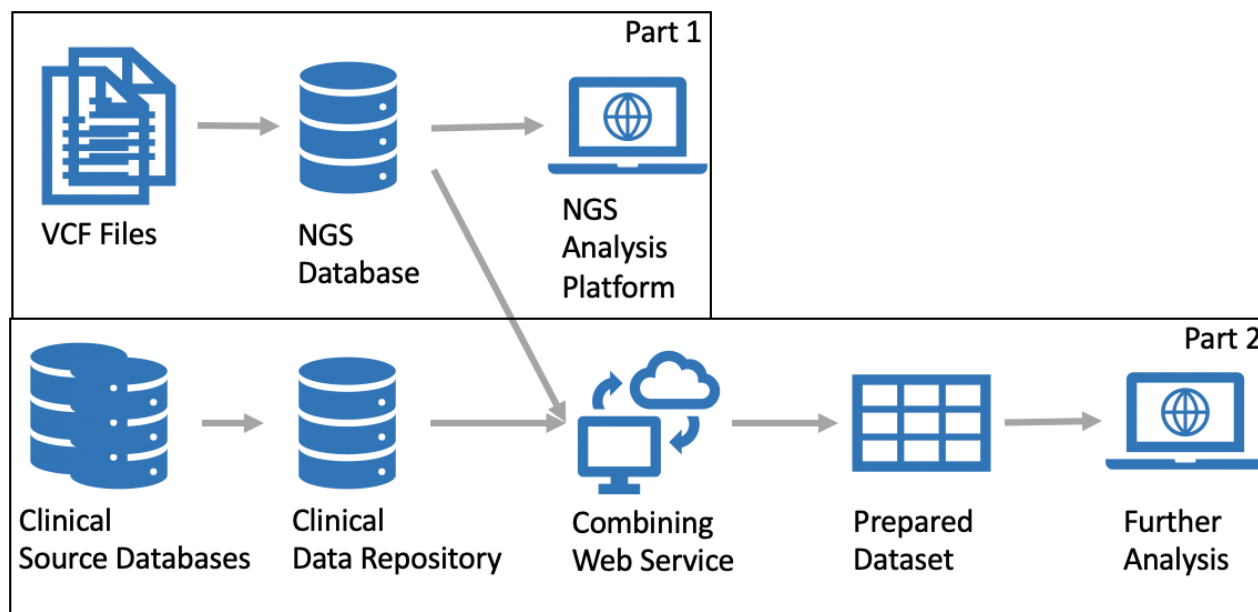 Part 1
VCF Files
NGS
Database
NGS
Analysis
Platform
Part 2
Clinical
Source Databases
Clinical
Data Repository
Combining
Web Service
Prepared
Dataset
Further
Analysis